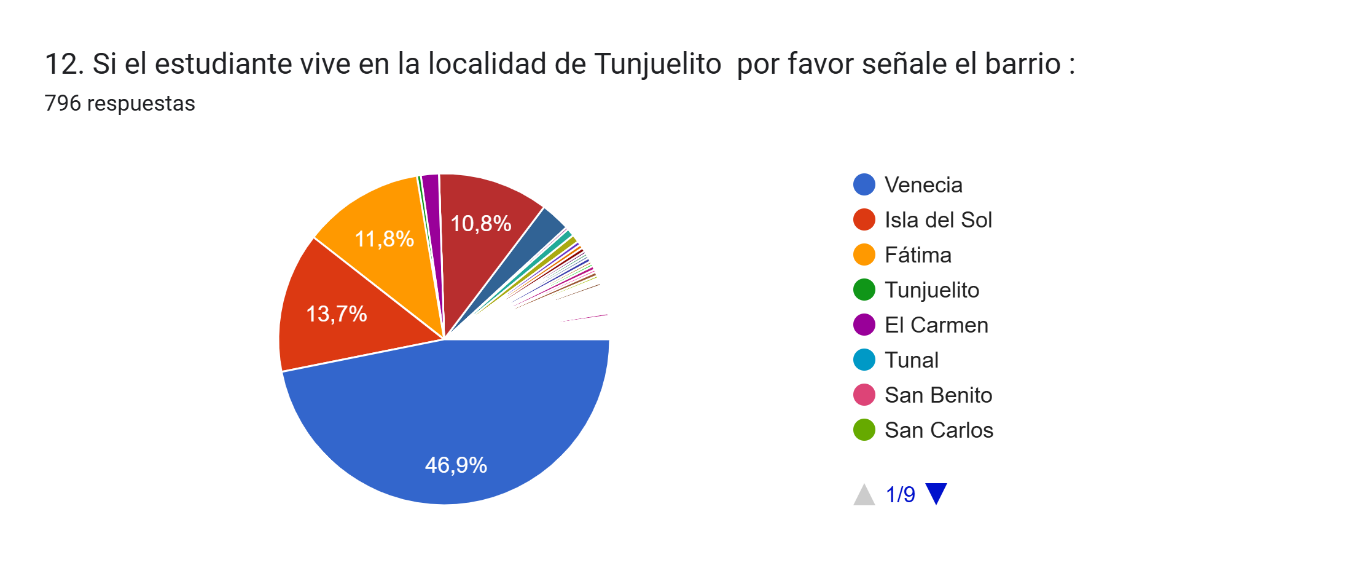 12. Si el estudiante vive en la localidad de Tunjuelito  por favor señale el barrio :
796 respuestas
10,8%
11,8%
13,7%
46,9%
Venecia
Isla del Sol
Fátima
Tunjuelito
El Carmen
Tunal
San Benito
San Carlos
1/9